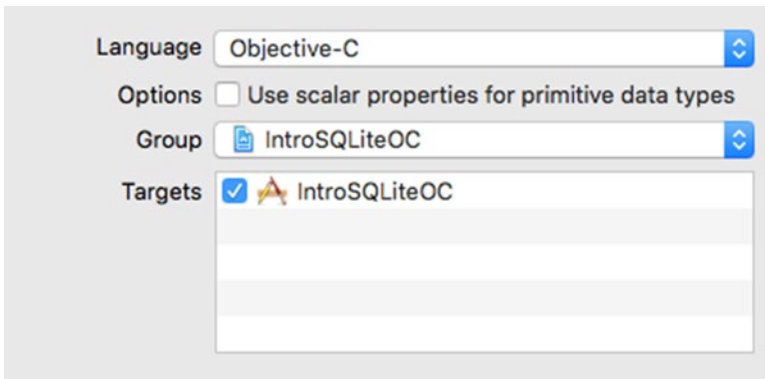 Language Objective-C
Options Use scalar properties for primitive data types
Group IntroSQLiteOC
Targets IntroSQLiteOC